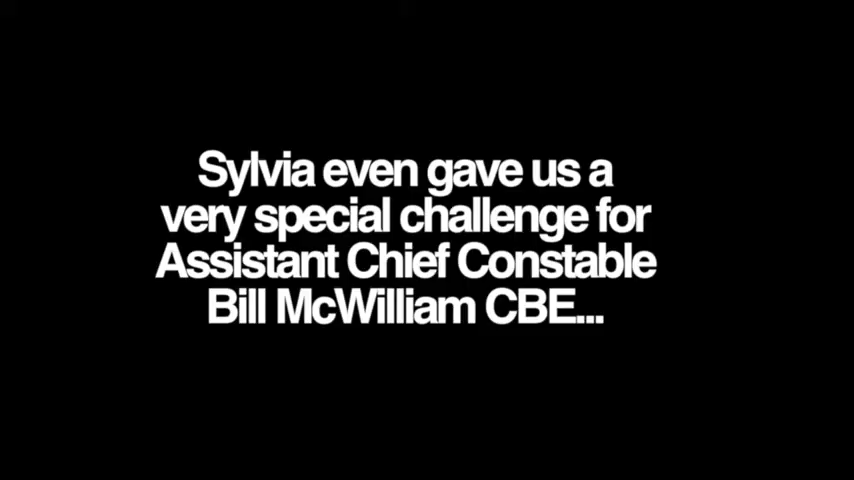 Sylvia even gave us a
very special challenge for
Assistant Chief Constable
Bill McWilliam CBE...